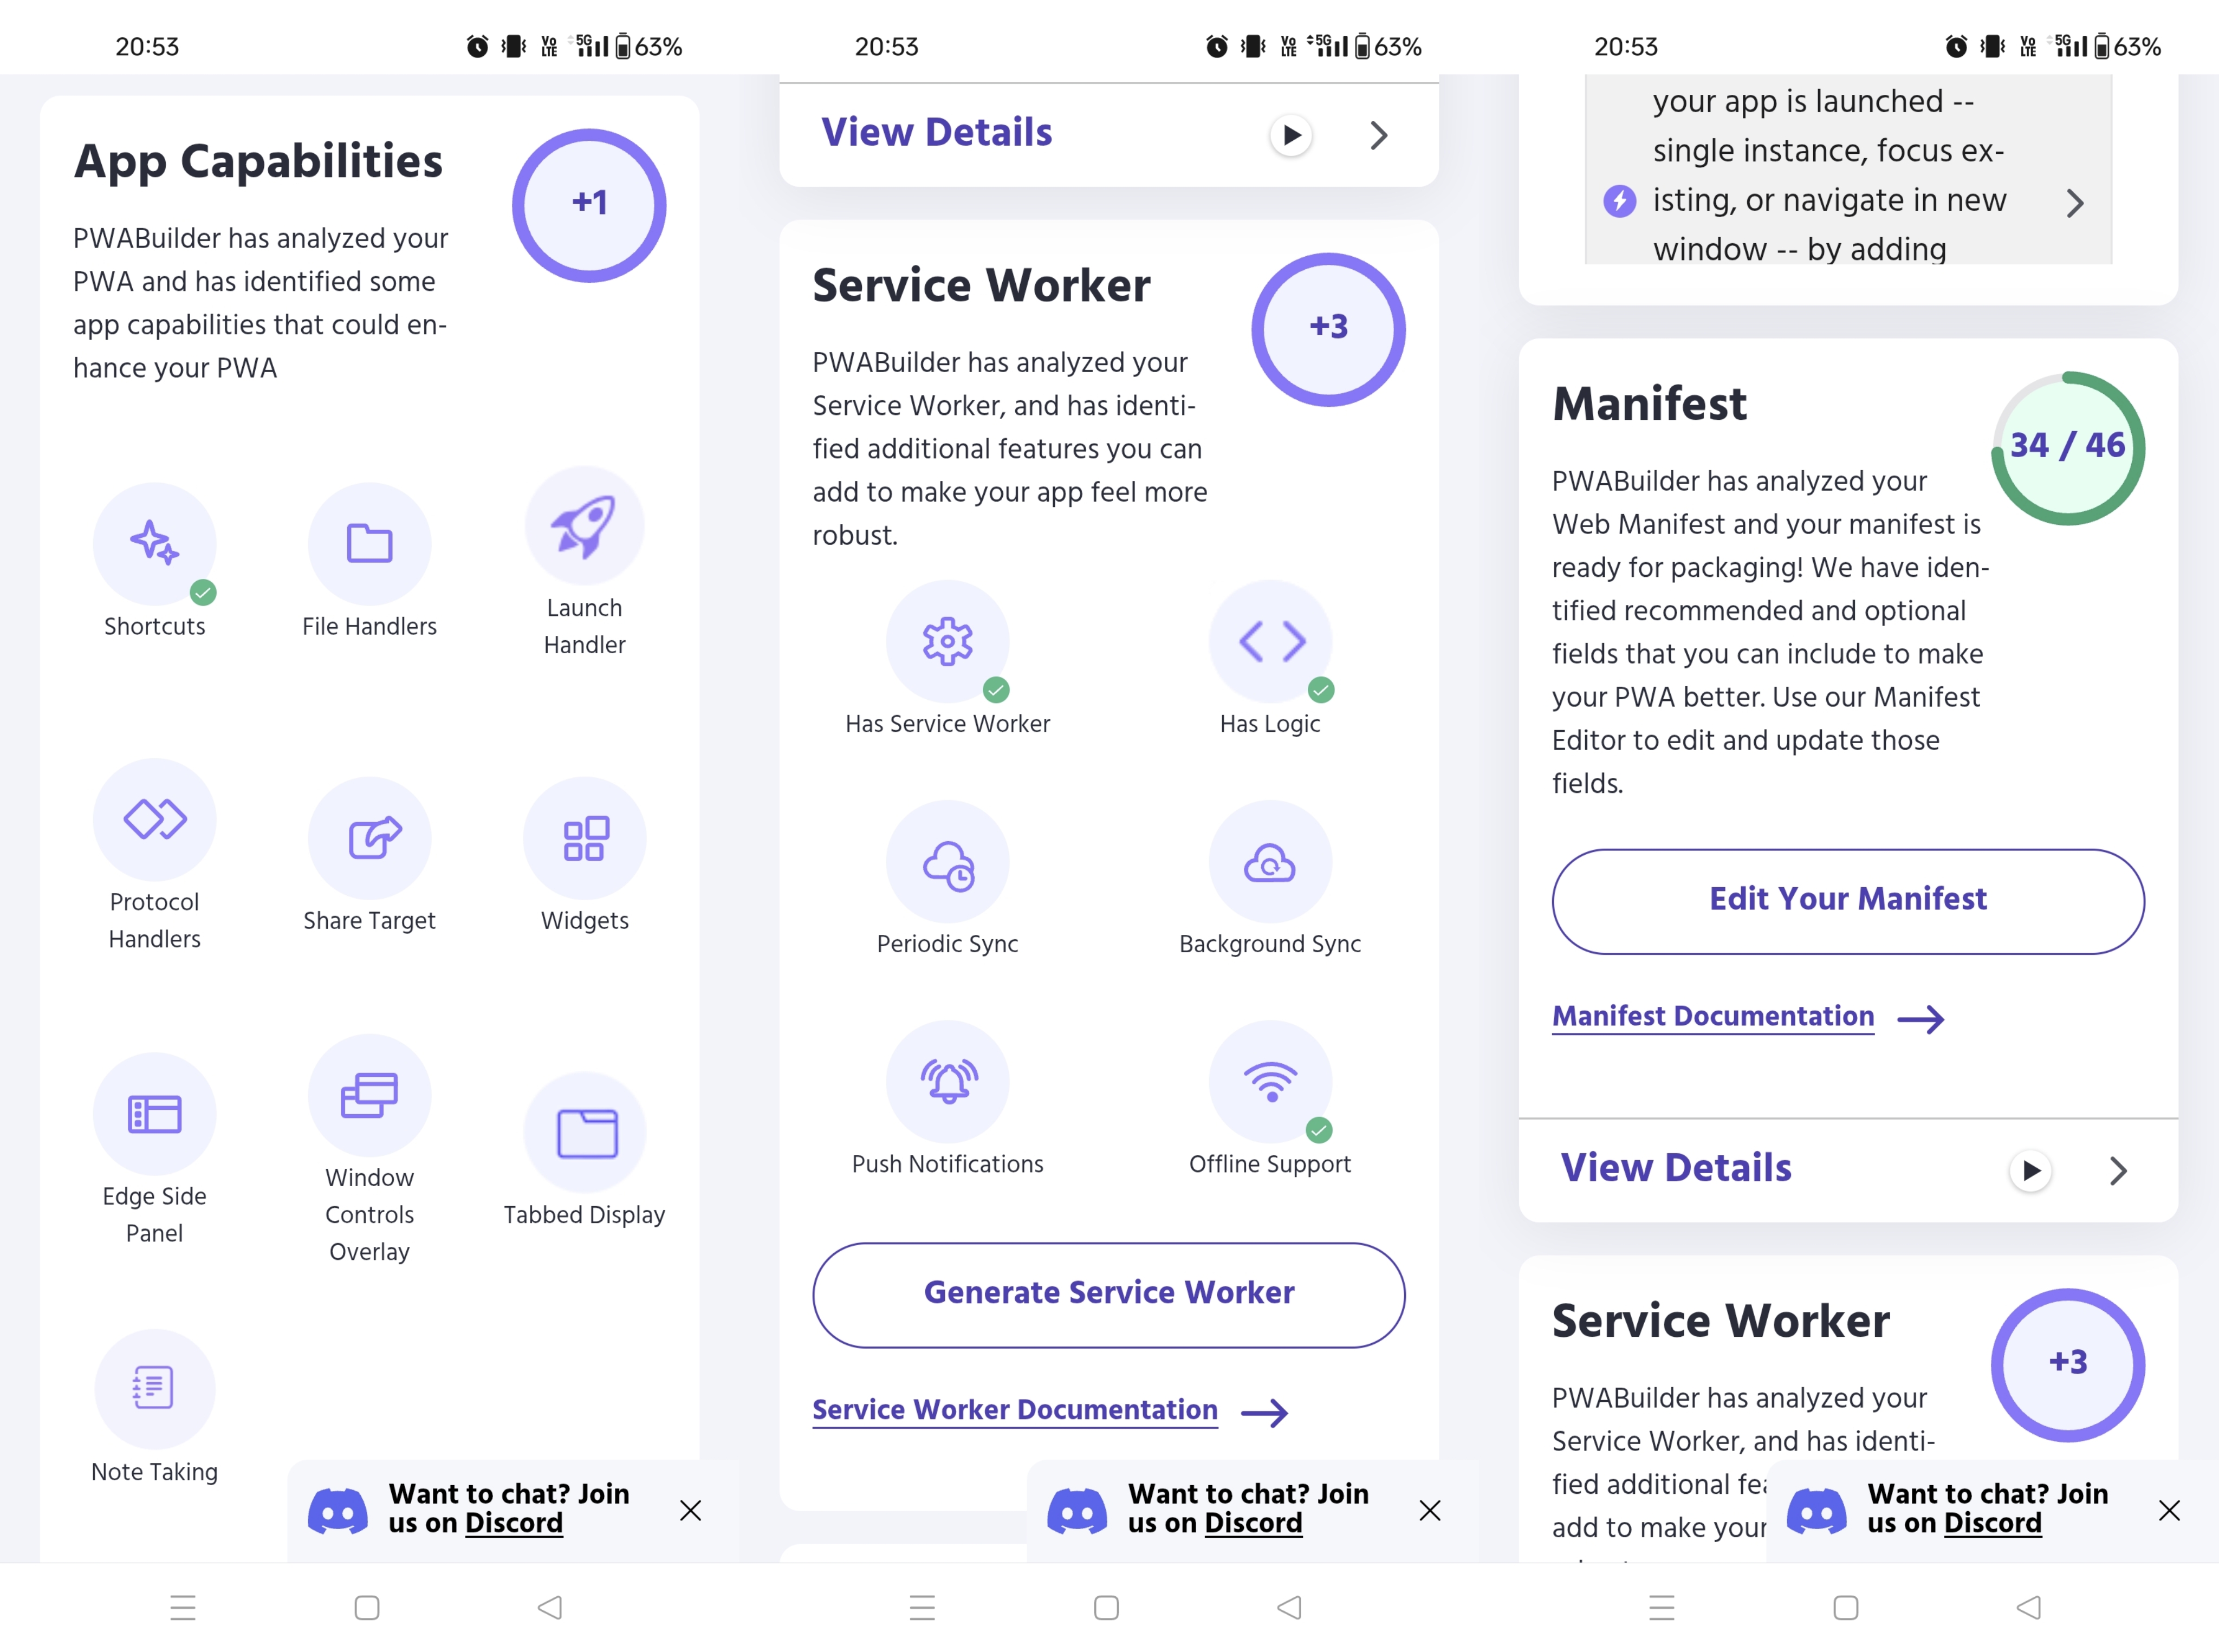 20:53
Vo LTE 5G 63%
App Capabilities
+1
PWABuilder has analyzed your
PWA and has identified some
app capabilities that could en-
hance your PWA
Shortcuts
File Handlers
Launch
Handler
Protocol
Handlers
Share Target
Widgets
Edge Side
Panel
Window
Controls
Overlay
Tabbed Display
Note Taking
Want to chat? Join
us on Discord
20:53
Vo LTE 5G 63%
View Details
Service Worker
+3
PWABuilder has analyzed your
Service Worker, and has identi-
fied additional features you can
add to make your app feel more
robust.
Has Service Worker
Has Logic
Periodic Sync
Background Sync
Push Notifications
Offline Support
Generate Service Worker
Service Worker Documentation
Want to chat? Join
us on Discord
20:53
Vo LTE 5G 63%
your app is launched --
single instance, focus ex-
isting, or navigate in new
window -- by adding
Manifest
34 / 46
PWABuilder has analyzed your
Web Manifest and your manifest is
ready for packaging! We have iden-
tified recommended and optional
fields that you can include to make
your PWA better. Use our Manifest
Editor to edit and update those
fields.
Edit Your Manifest
Manifest Documentation
View Details
Service Worker
+3
PWABuilder has analyzed your
Service Worker, and has identi-
fied additional
add to make your
Want to chat? Join
us on Discord